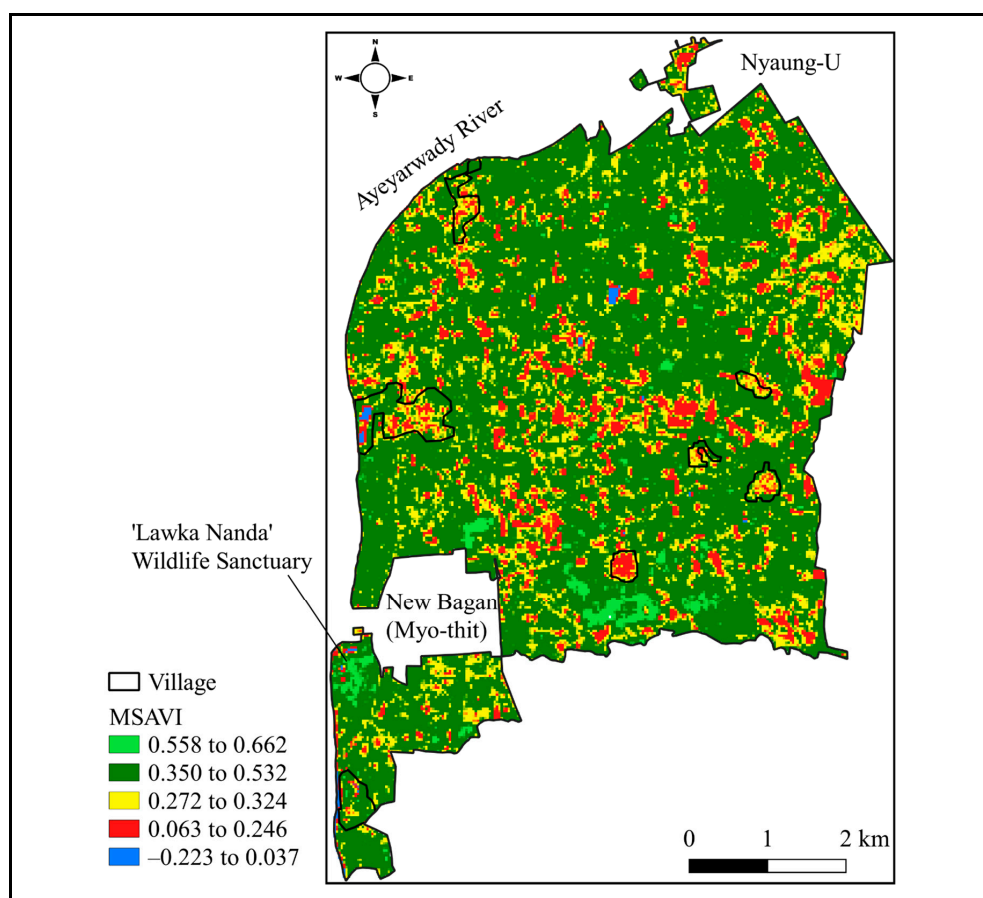 N
W E
S
Nyaung-U
Ayeyarwady River
'Lawka Nanda'
Wildlife Sanctuary
New Bagan
(Myo-thit)
Village
MSAVI
0.558 to 0.662
0.350 to 0.532
0.272 to 0.324
0.063 to 0.246
–0.223 to 0.037
0 1 2 km